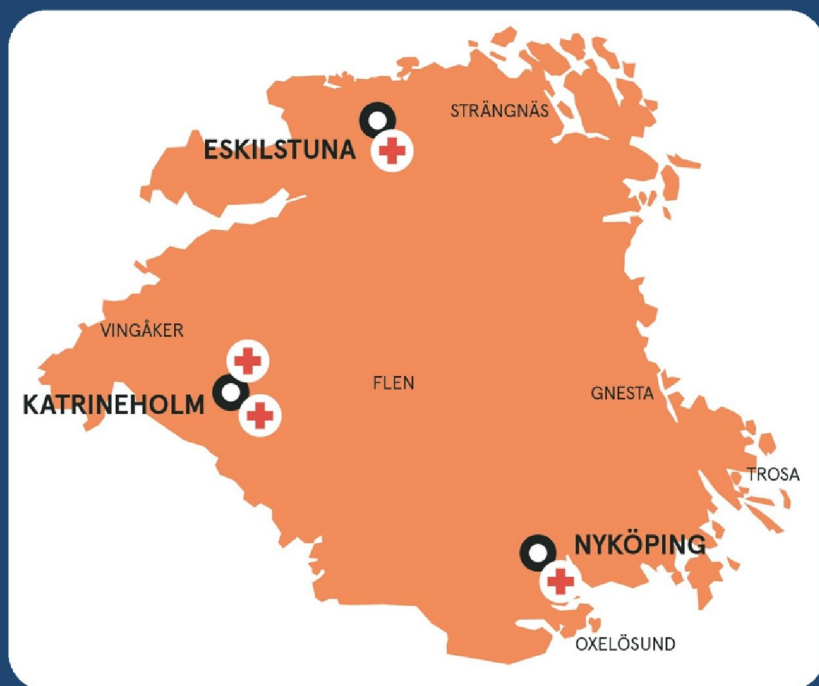 STRÄNGNÄS
ESKILSTUNA
VINGÅKER
FLEN
GNESTA
KATRINEHOLM
TROSA
NYKÖPING
OXELÖSUND